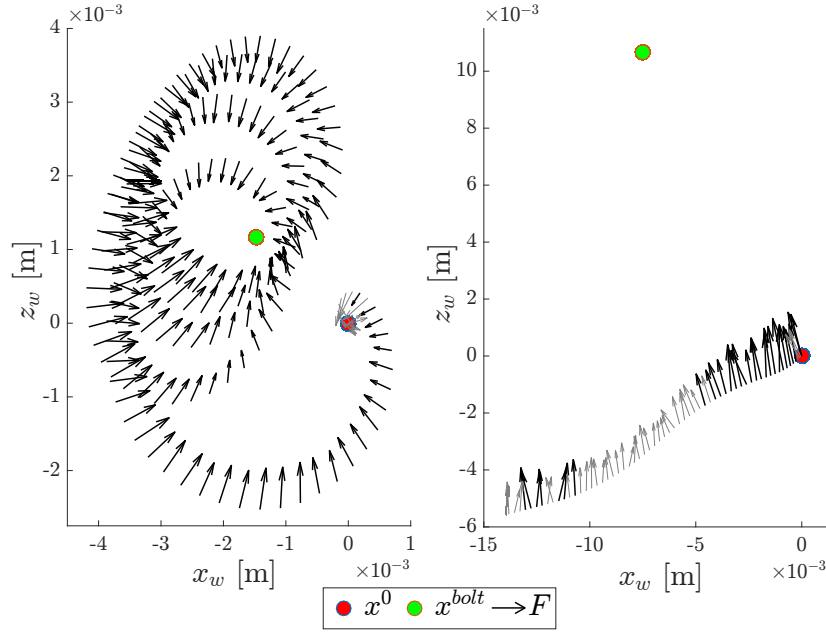 ×10⁻³
4
3
2
1
0
-1
-2
z_w [m]
-4 -3 -2 -1 0 1
×10⁻³
x_w [m]
×10⁻³
10
8
6
4
2
0
-2
-4
-6
z_w [m]
-15 -10 -5 0
×10⁻³
x_w [m]
x⁰ x^{bolt} F